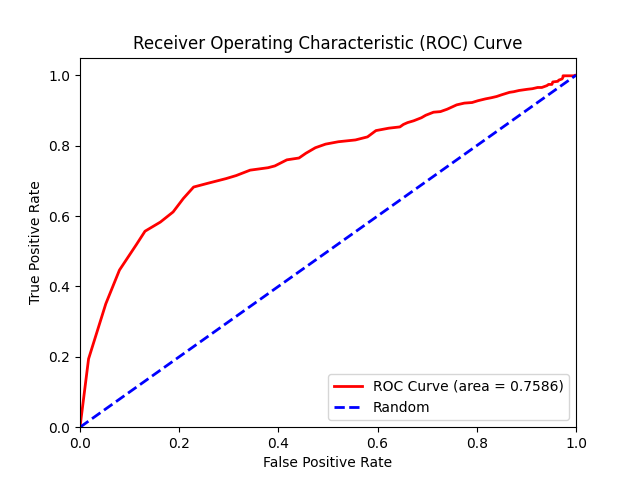 Receiver Operating Characteristic (ROC) Curve
1.0
0.8
0.6
0.4
0.2
0.0
True Positive Rate
ROC Curve (area = 0.7586)
Random
0.0 0.2 0.4 0.6 0.8 1.0
False Positive Rate